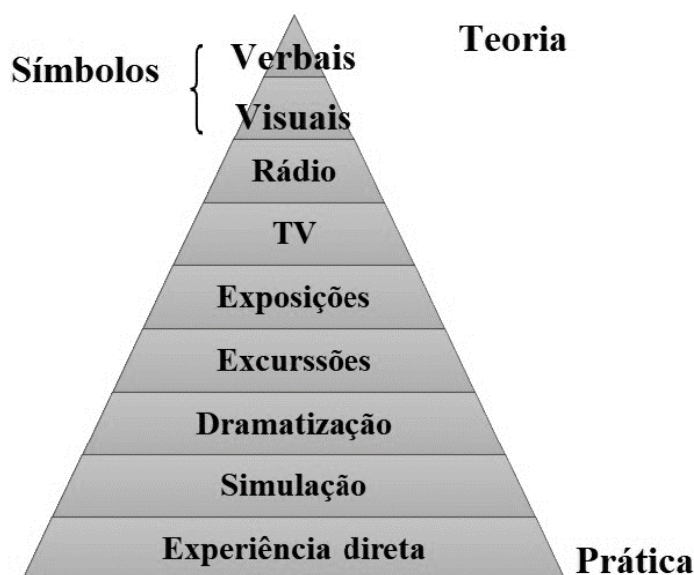 Teoria
Símbolos
Verbais
Visuais
Rádio
TV
Exposições
Excurssões
Dramatização
Simulação
Experiência direta
Prática